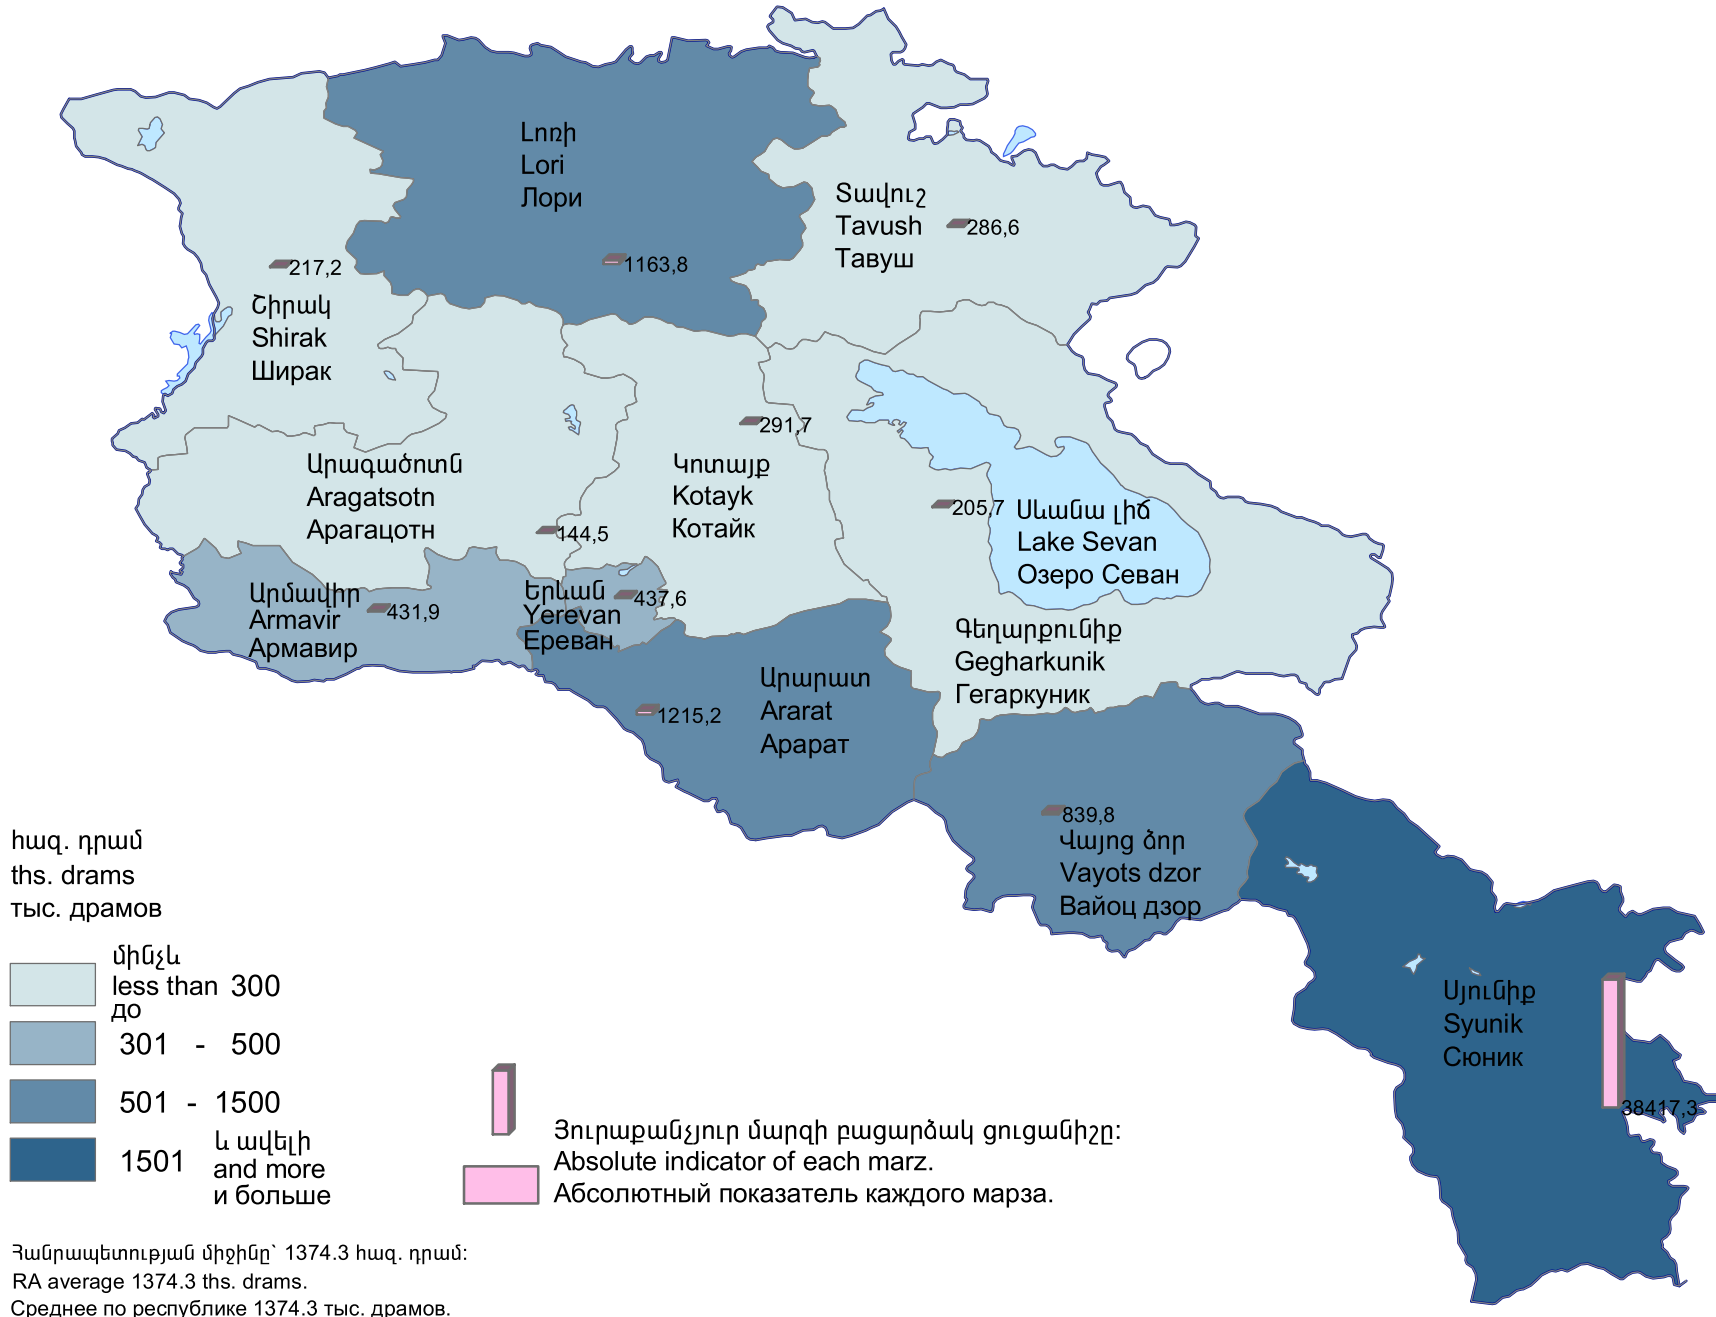 Լոռի
Lori
Лори
1163,8
Տավուշ
Tavush
Тавуш
286,6
217,2
Շիրակ
Shirak
Ширак
291,7
Կոտայք
Kotayk
Котайк
Արագածոտն
Aragatsotn
Арагацотн
144,5
205,7
Սևանա լիճ
Lake Sevan
Озеро Севан
Արմավիր
Armavir
Армавир
431,9
Երևան
Yerevan
Ереван
437,6
Գեղարքունիք
Gegharkunik
Гегаркуник
Արարատ
Ararat
Арарат
1215,2
839,8
Վայոց ձոր
Vayots dzor
Вайоц дзор
Սյունիք
Syunik
Сюник
38417,3
հազ. դրամ
ths. drams
тыс. драмов
մինչև
less than 300
до
301 - 500
501 - 1500
1501 և ավելի
and more
и больше
Յուրաքանչյուր մարզի բացարձակ ցուցանիշը:
Absolute indicator of each marz.
Абсолютный показатель каждого марза.
Հանրապետության միջինը՝ 1374.3 հազ. դրամ:
RA average 1374.3 ths. drams.
Среднее по республике 1374.3 тыс. драмов.